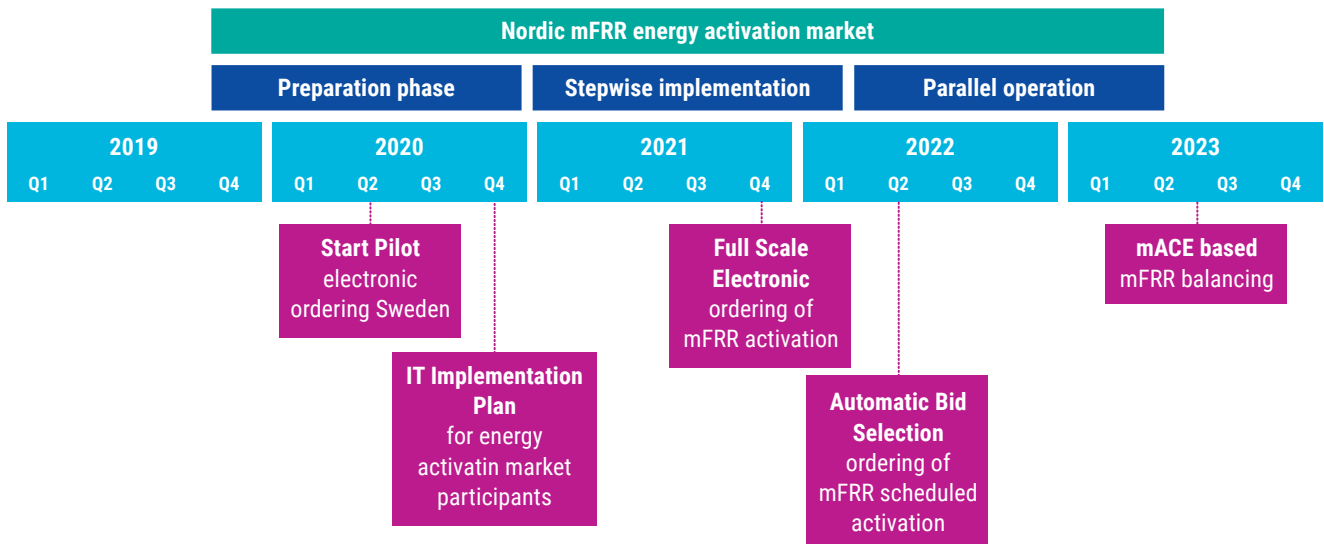 Nordic mFRR energy activation market
Preparation phase
Stepwise implementation
Parallel operation
2019
Q1 Q2 Q3 Q4
2020
Q1 Q2 Q3 Q4
2021
Q1 Q2 Q3 Q4
2022
Q1 Q2 Q3 Q4
2023
Q1 Q2 Q3 Q4
Start Pilot
electronic
ordering Sweden
IT Implementation
Plan
for energy
activatin market
participants
Full Scale
Electronic
ordering of
mFRR activation
Automatic Bid
Selection
ordering of
mFRR scheduled
activation
mACE based
mFRR balancing